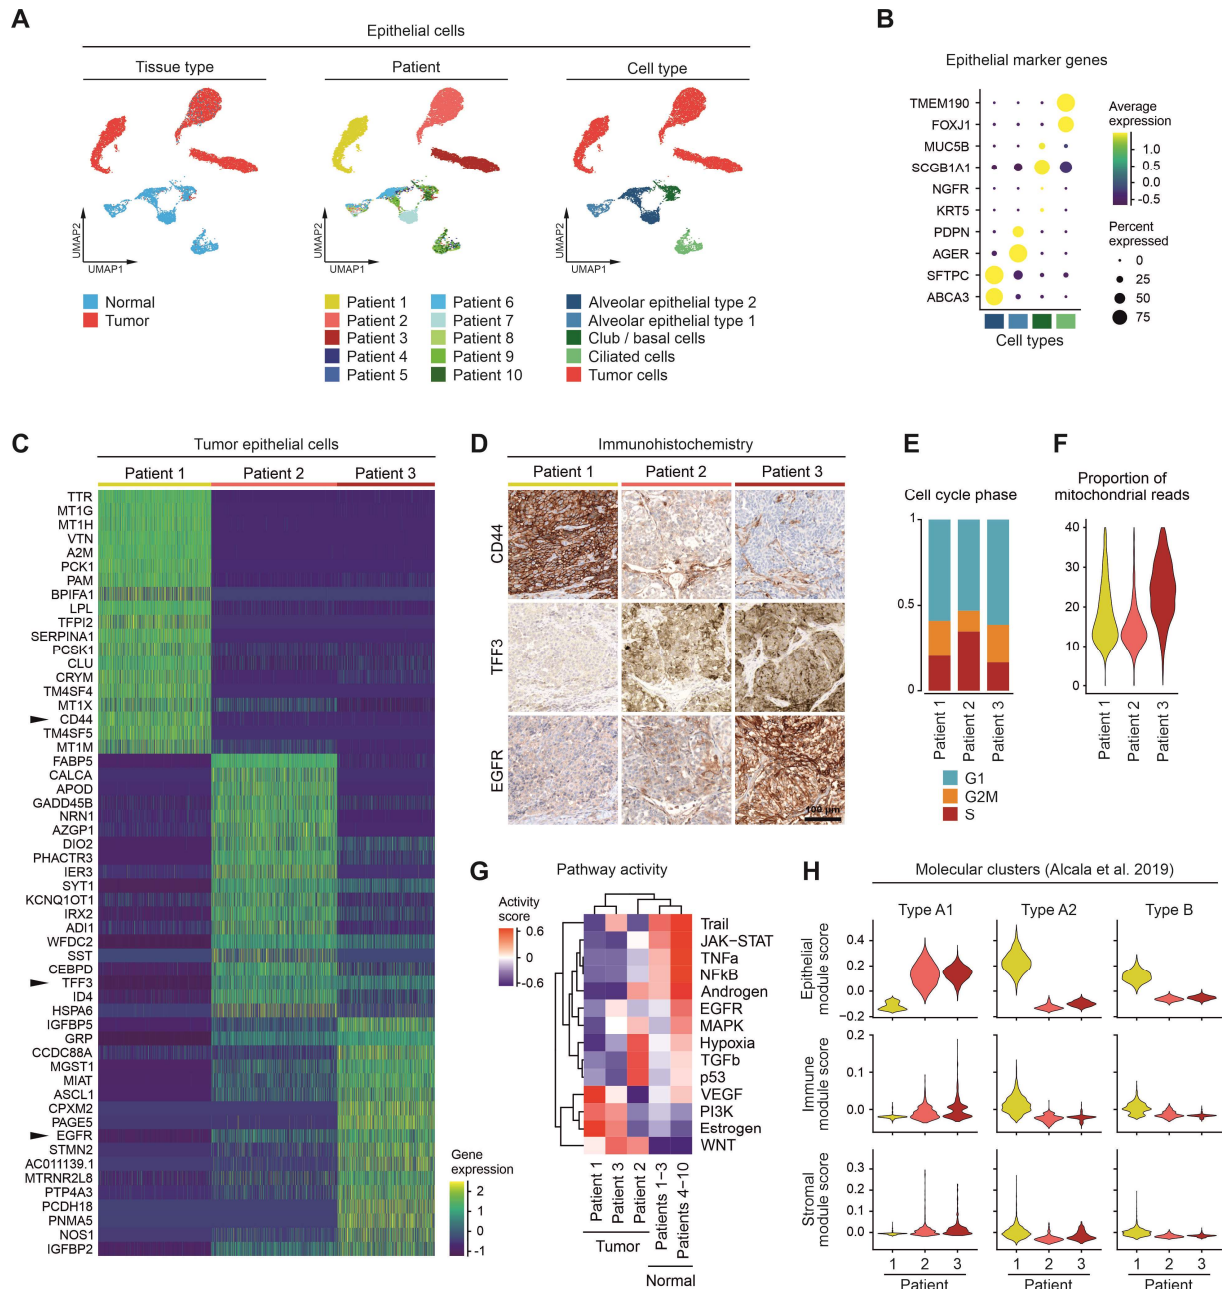 A
Epithelial cells
Tissue type
Patient
Cell type
UMAP2
UMAP1
UMAP2
UMAP1
UMAP2
UMAP1
Normal
Tumor
Patient 1
Patient 2
Patient 3
Patient 4
Patient 5
Patient 6
Patient 7
Patient 8
Patient 9
Patient 10
Alveolar epithelial type 2
Alveolar epithelial type 1
Club / basal cells
Ciliated cells
Tumor cells
B
Epithelial marker genes
TMEM190
FOXJ1
MUC5B
SCGB1A1
NGFR
KRT5
PDPN
AGER
SFTPC
ABCA3
Cell types
Average
expression
1.0
0.5
0.0
-0.5
Percent
expressed
0
25
50
75
C
Tumor epithelial cells
Patient 1
Patient 2
Patient 3
TTR
MT1G
MT1H
VTN
A2M
PCK1
PAM
BPIFA1
LPL
TFPI2
SERPINA1
PCSK1
CLU
CRYM
TM4SF4
MT1X
CD44
TM4SF5
MT1M
FABP5
CALCA
APOD
GADD45B
NRN1
AZGP1
DIO2
PHACTR3
IER3
SYT1
KCNQ1OT1
IRX2
ADI1
WFDC2
SST
CEBPD
TFF3
ID4
HSPA6
IGFBP5
GRP
CCDC88A
MGST1
MIAT
ASCL1
CPXM2
PAGE5
EGFR
STMN2
AC011139.1
MTRNR2L8
PTP4A3
PCDH18
PNMA5
NOS1
IGFBP2
Gene
expression
2
1
0
-1
D
Immunohistochemistry
Patient 1
Patient 2
Patient 3
CD44
TFF3
EGFR
100 µm
E
Cell cycle phase
1
0.5
0
Patient 1
Patient 2
Patient 3
G1
G2M
S
F
Proportion of
mitochondrial reads
40
30
20
10
0
Patient 1
Patient 2
Patient 3
G
Pathway activity
Activity
score
0.6
0
-0.6
Trail
JAK−STAT
TNFa
NFkB
Androgen
EGFR
MAPK
Hypoxia
TGFb
p53
VEGF
PI3K
Estrogen
WNT
Patient 1
Patient 3
Patient 2
Patients 1−3
Patients 4−10
Tumor
Normal
H
Molecular clusters (Alcala et al. 2019)
Type A1
Type A2
Type B
Epithelial
module score
0.4
0.2
0.0
−0.2
Immune
module score
0.1
0.0
Stromal
module score
0.3
0.2
0.1
0.0
1 2 3
Patient
1 2 3
Patient
1 2 3
Patient